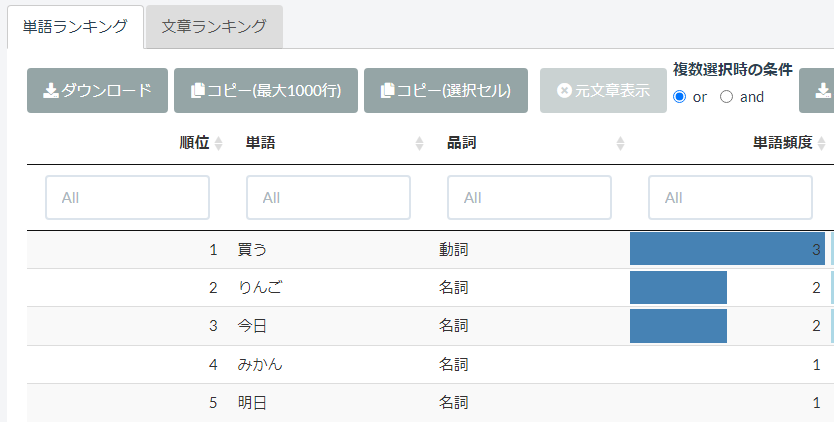 単語ランキング 文章ランキング
複数選択時の条件
ダウンロード コピー(最大1000行) コピー(選択セル) 元文章表示 or and
順位 単語 品詞 単語頻度
All All All All
1 買う 動詞 3
2 りんご 名詞 2
3 今日 名詞 2
4 みかん 名詞 1
5 明日 名詞 1